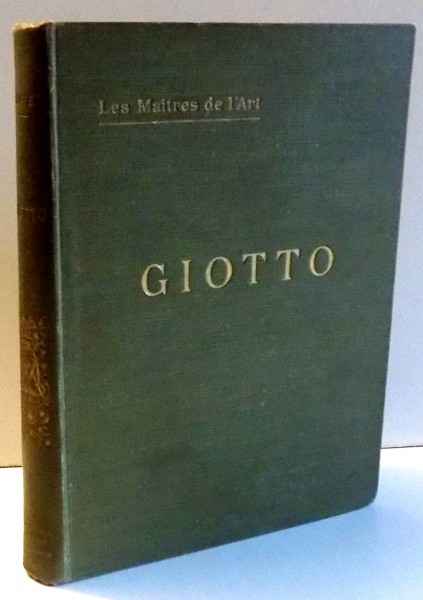 Les Maîtres de l'Art
GIOTTO